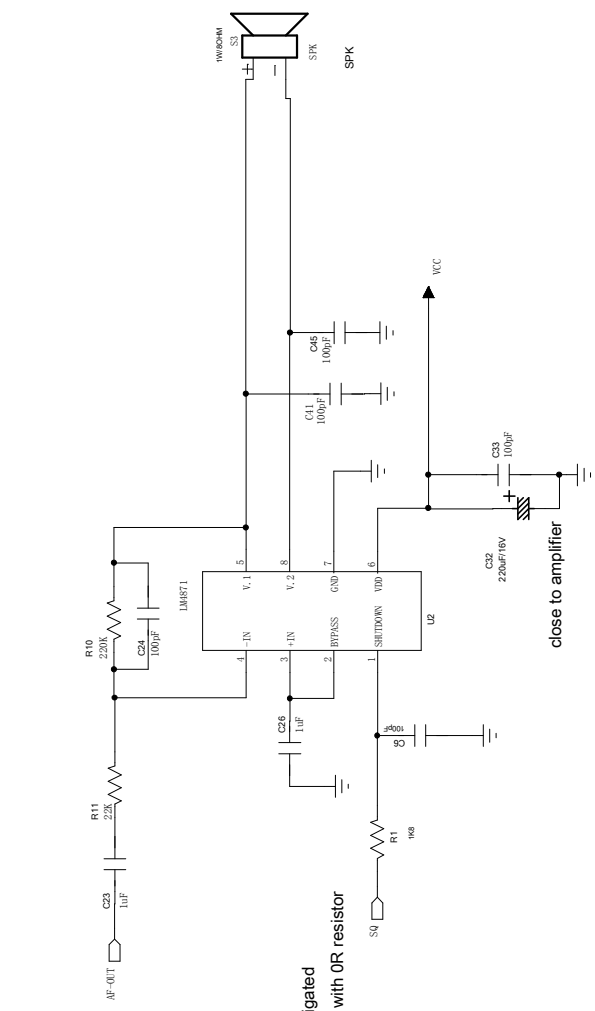 1W/8OHM
S3
SPK
SPK
+
−
VCC
C45
100pF
C41
100pF
C33
100pF
+
C32
220uF/16V
close to amplifier
5
8
7
6
V.1
V.2
GND
VDD
LM4871
U2
-IN
+IN
BYPASS
SHUTDOWN
4
3
2
1
R10
220K
C24
100pF
C26
1uF
100pF
C6
R11
22K
R1
1K8
C23
1uF
SQ
AF-OUT
igated
with 0R resistor